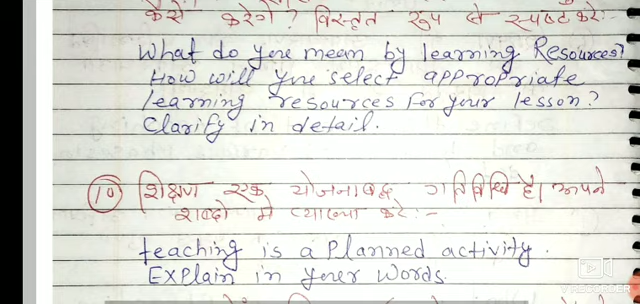 कैसे करेगे? विस्तृत रूप से स्पष्ट करे:-
What do you mean by learning Resources?
How will you select appropriate
learning resources for your lesson?
Clarify in detail.
10 शिक्षण एक योजनाबद्ध गतिविधि है। अपने
शब्दो मे व्याख्या करे:-
teaching is a planned activity.
Explain in your words.
V RECORDER